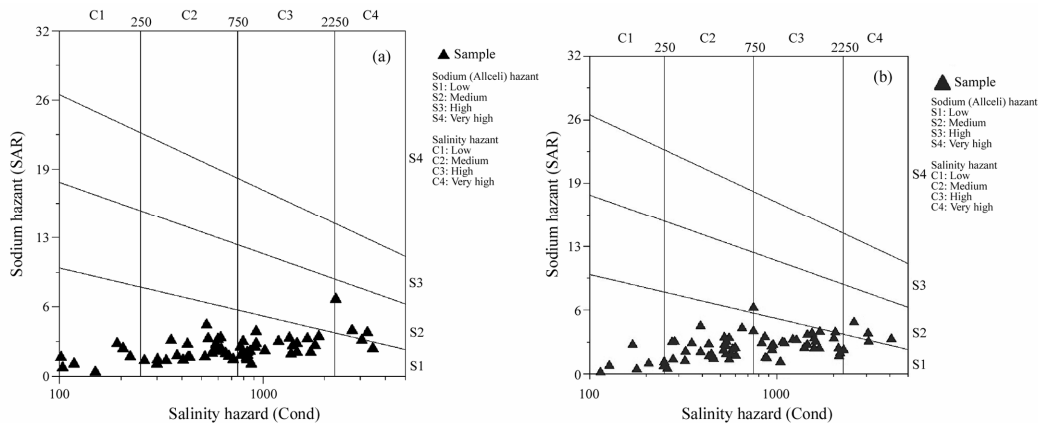 C1 250 C2 750 C3 2250 C4
32
26
19
13
6
0
Sodium hazant (SAR)
(a)
S4
S3
S2
S1
100 1000
Salinity hazard (Cond)
Sample
Sodium (Allceli) hazant
S1: Low
S2: Medium
S3: High
S4: Very high
Salinity hazant
C1: Low
C2: Medium
C3: High
C4: Very high
C1 250 C2 750 C3 2250 C4
32
26
19
13
6
0
Sodium hazant (SAR)
(b)
S4
S3
S2
S1
100 1000
Salinity hazard (Cond)
Sample
Sodium (Allceli) hazant
S1: Low
S2: Medium
S3: High
S4: Very high
Salinity hazant
C1: Low
C2: Medium
C3: High
C4: Very high